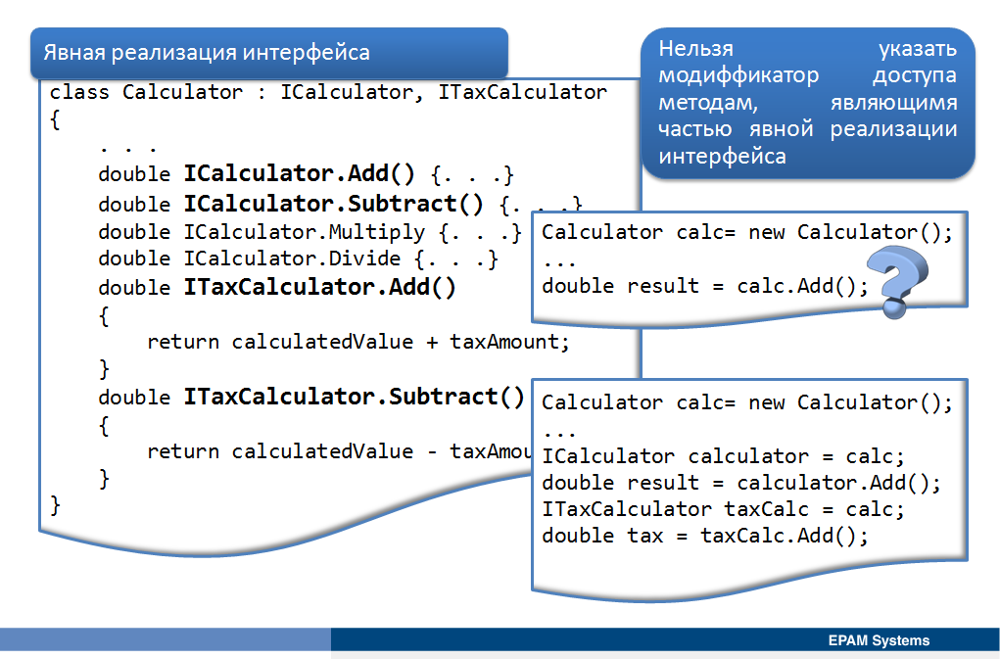 Явная реализация интерфейса
class Calculator : ICalculator, ITaxCalculator
{
. . .
double ICalculator.Add() {. . .}
double ICalculator.Subtract() {. . .}
double ICalculator.Multiply {. . .}
double ICalculator.Divide {. . .}
double ITaxCalculator.Add()
{
return calculatedValue + taxAmount;
}
double ITaxCalculator.Subtract()
{
return calculatedValue - taxAmou
}
}
Нельзя указать
модиффикатор доступа
методам, являющимя
частью явной реализации
интерфейса
Calculator calc= new Calculator();
...
double result = calc.Add();
?
Calculator calc= new Calculator();
...
ICalculator calculator = calc;
double result = calculator.Add();
ITaxCalculator taxCalc = calc;
double tax = taxCalc.Add();
EPAM Systems